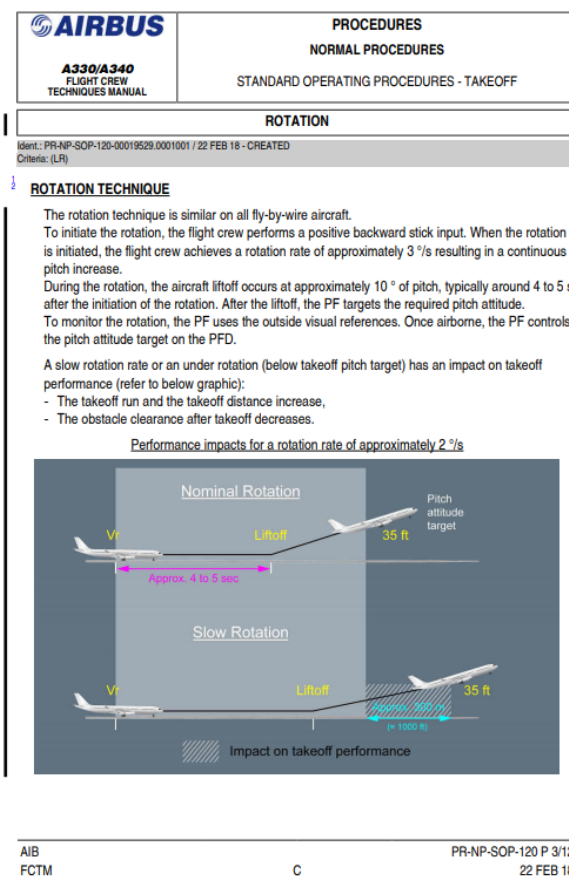 AIRBUS
A330/A340
FLIGHT CREW
TECHNIQUES MANUAL
PROCEDURES
NORMAL PROCEDURES
STANDARD OPERATING PROCEDURES - TAKEOFF
ROTATION
Ident.: PR-NP-SOP-120-00019529.0001001 / 22 FEB 18 - CREATED
Criteria: (LR)
1
2
ROTATION TECHNIQUE
The rotation technique is similar on all fly-by-wire aircraft.
To initiate the rotation, the flight crew performs a positive backward stick input. When the rotation
is initiated, the flight crew achieves a rotation rate of approximately 3 °/s resulting in a continuous
pitch increase.
During the rotation, the aircraft liftoff occurs at approximately 10 ° of pitch, typically around 4 to 5 s
after the initiation of the rotation. After the liftoff, the PF targets the required pitch attitude.
To monitor the rotation, the PF uses the outside visual references. Once airborne, the PF controls
the pitch attitude target on the PFD.
A slow rotation rate or an under rotation (below takeoff pitch target) has an impact on takeoff
performance (refer to below graphic):
- The takeoff run and the takeoff distance increase,
- The obstacle clearance after takeoff decreases.
Performance impacts for a rotation rate of approximately 2 °/s
Nominal Rotation
Pitch
attitude
target
Vr
Liftoff
35 ft
Approx. 4 to 5 sec
Slow Rotation
Vr
Liftoff
35 ft
Approx. 300 m
(≈ 1000 ft)
Impact on takeoff performance
AIB
FCTM
C
PR-NP-SOP-120 P 3/12
22 FEB 18